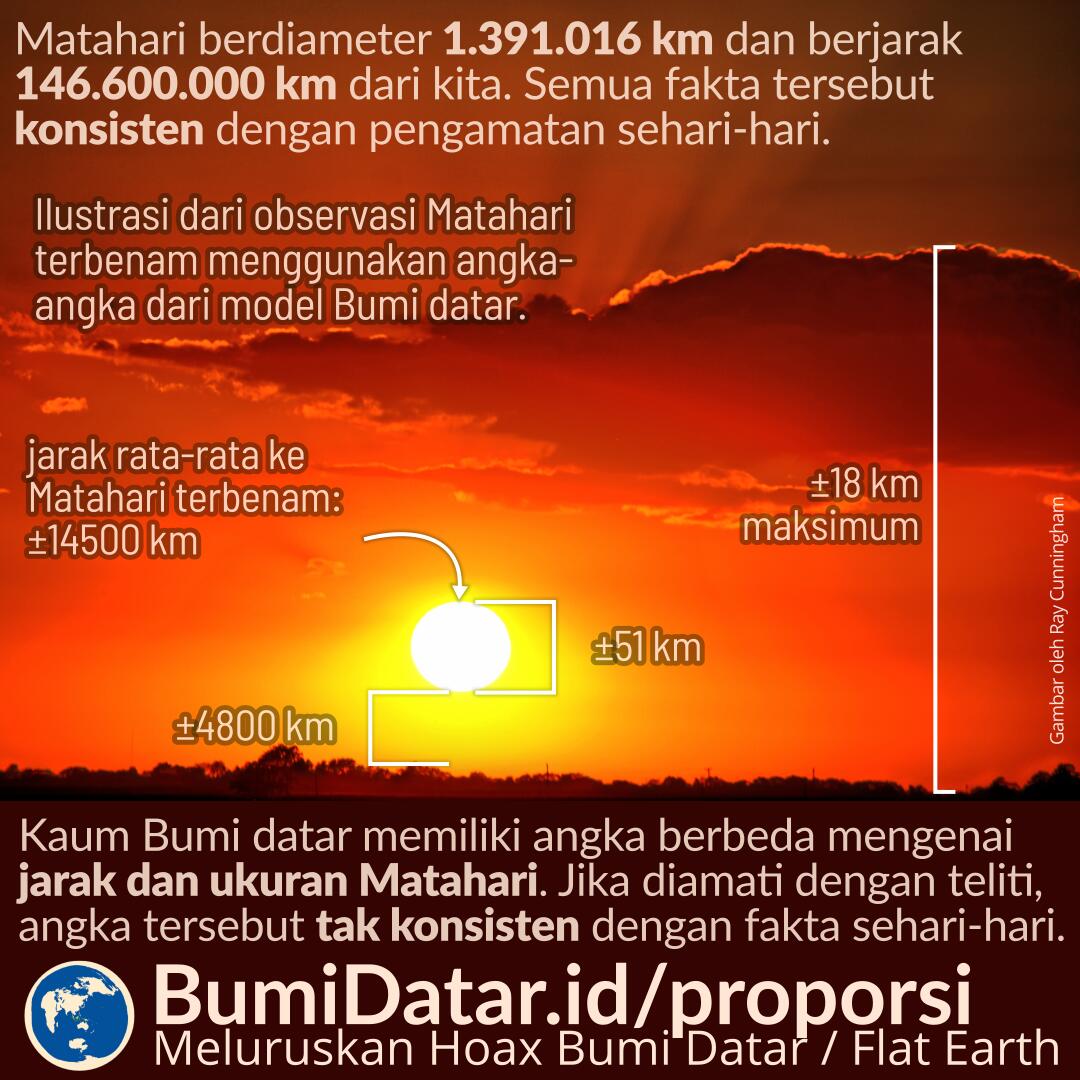 Matahari berdiameter 1.391.016 km dan berjarak
146.600.000 km dari kita. Semua fakta tersebut
konsisten dengan pengamatan sehari-hari.
Ilustrasi dari observasi Matahari
terbenam menggunakan angka-
angka dari model Bumi datar.
jarak rata-rata ke
Matahari terbenam:
±14500 km
±18 km
maksimum
±51 km
±4800 km
Gambar oleh Ray Cunningham
Kaum Bumi datar memiliki angka berbeda mengenai
jarak dan ukuran Matahari. Jika diamati dengan teliti,
angka tersebut tak konsisten dengan fakta sehari-hari.
BumiDatar.id/proporsi
Meluruskan Hoax Bumi Datar / Flat Earth